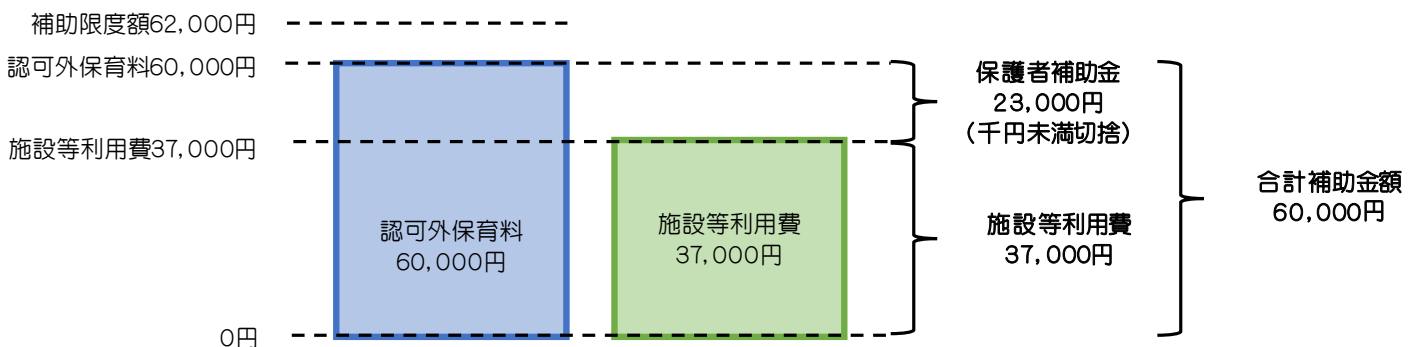 補助限度額62,000円
認可外保育料60,000円
施設等利用費37,000円
0円
認可外保育料
60,000円
施設等利用費
37,000円
保護者補助金
23,000円
(千円未満切捨)
施設等利用費
37,000円
合計補助金額
60,000円